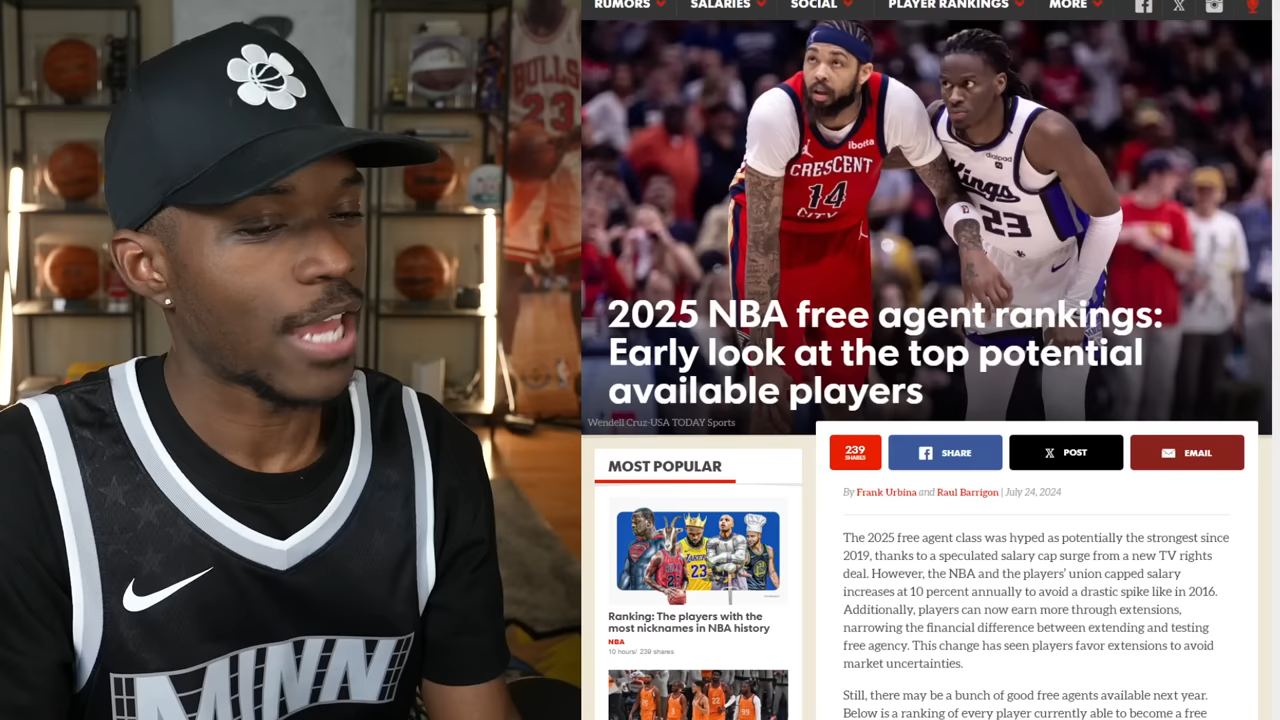 RUMORS
SALARIES
SOCIAL
PLAYER RANKINGS
MORE
BULLS
23
ibotta
CRESCENT
14
CITY
dialpad
Kings
23
2025 NBA free agent rankings:
Early look at the top potential
available players
Wendell Cruz-USA TODAY Sports
239
SHARES
SHARE
POST
EMAIL
MOST POPULAR
By Frank Urbina and Raul Barrigon | July 24, 2024
The 2025 free agent class was hyped as potentially the strongest since
2019, thanks to a speculated salary cap surge from a new TV rights
deal. However, the NBA and the players' union capped salary
increases at 10 percent annually to avoid a drastic spike like in 2016.
Additionally, players can now earn more through extensions,
narrowing the financial difference between extending and testing
free agency. This change has seen players favor extensions to avoid
market uncertainties.
Still, there may be a bunch of good free agents available next year.
Below is a ranking of every player currently able to become a free
LAKERS
23
Ranking: The players with the
most nicknames in NBA history
NBA
10 hours/ 239 shares
22
99
MINN